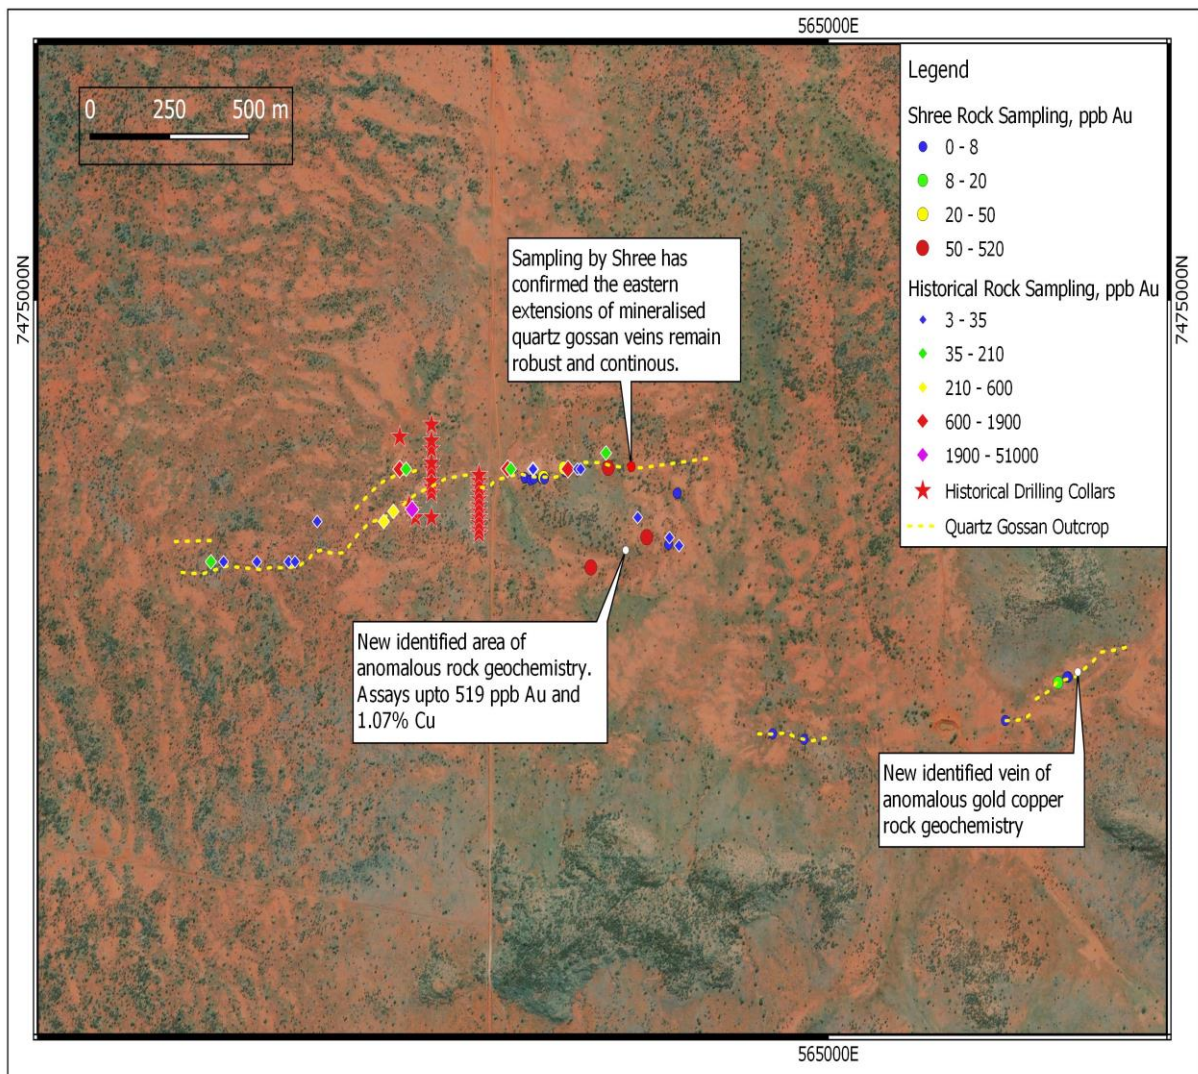 565000E
0 250 500 m
7475000N
7475000N
Legend
Shree Rock Sampling, ppb Au
0 - 8
8 - 20
20 - 50
50 - 520
Historical Rock Sampling, ppb Au
3 - 35
35 - 210
210 - 600
600 - 1900
1900 - 51000
Historical Drilling Collars
Quartz Gossan Outcrop
Sampling by Shree has
confirmed the eastern
extensions of mineralised
quartz gossan veins remain
robust and continous.
New identified area of
anomalous rock geochemistry.
Assays upto 519 ppb Au and
1.07% Cu
New identified vein of
anomalous gold copper
rock geochemistry
565000E